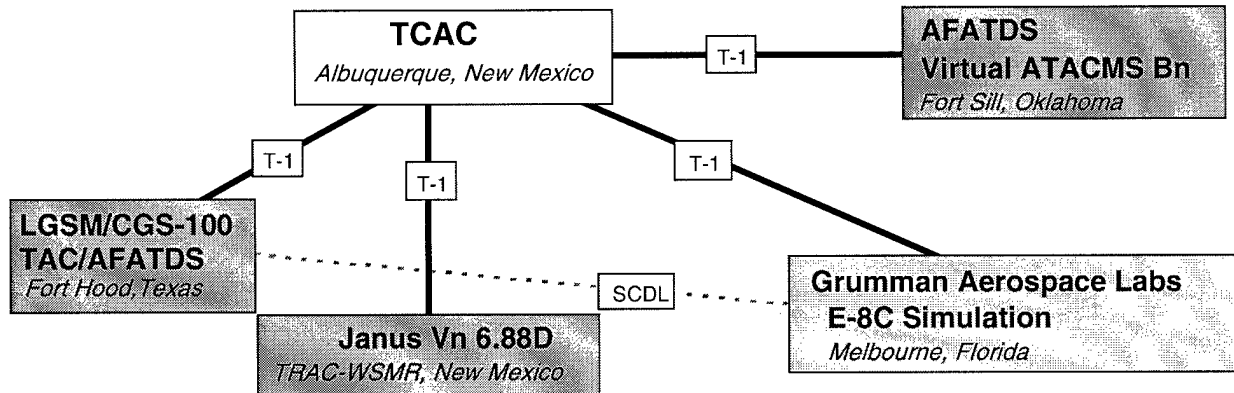 TCAC
Albuquerque, New Mexico
T-1
AFATDS
Virtual ATACMS Bn
Fort Sill, Oklahoma
T-1
T-1
T-1
LGSM/CGS-100
TAC/AFATDS
Fort Hood, Texas
SCDL
Grumman Aerospace Labs
E-8C Simulation
Melbourne, Florida
Janus Vn 6.88D
TRAC-WSMR, New Mexico